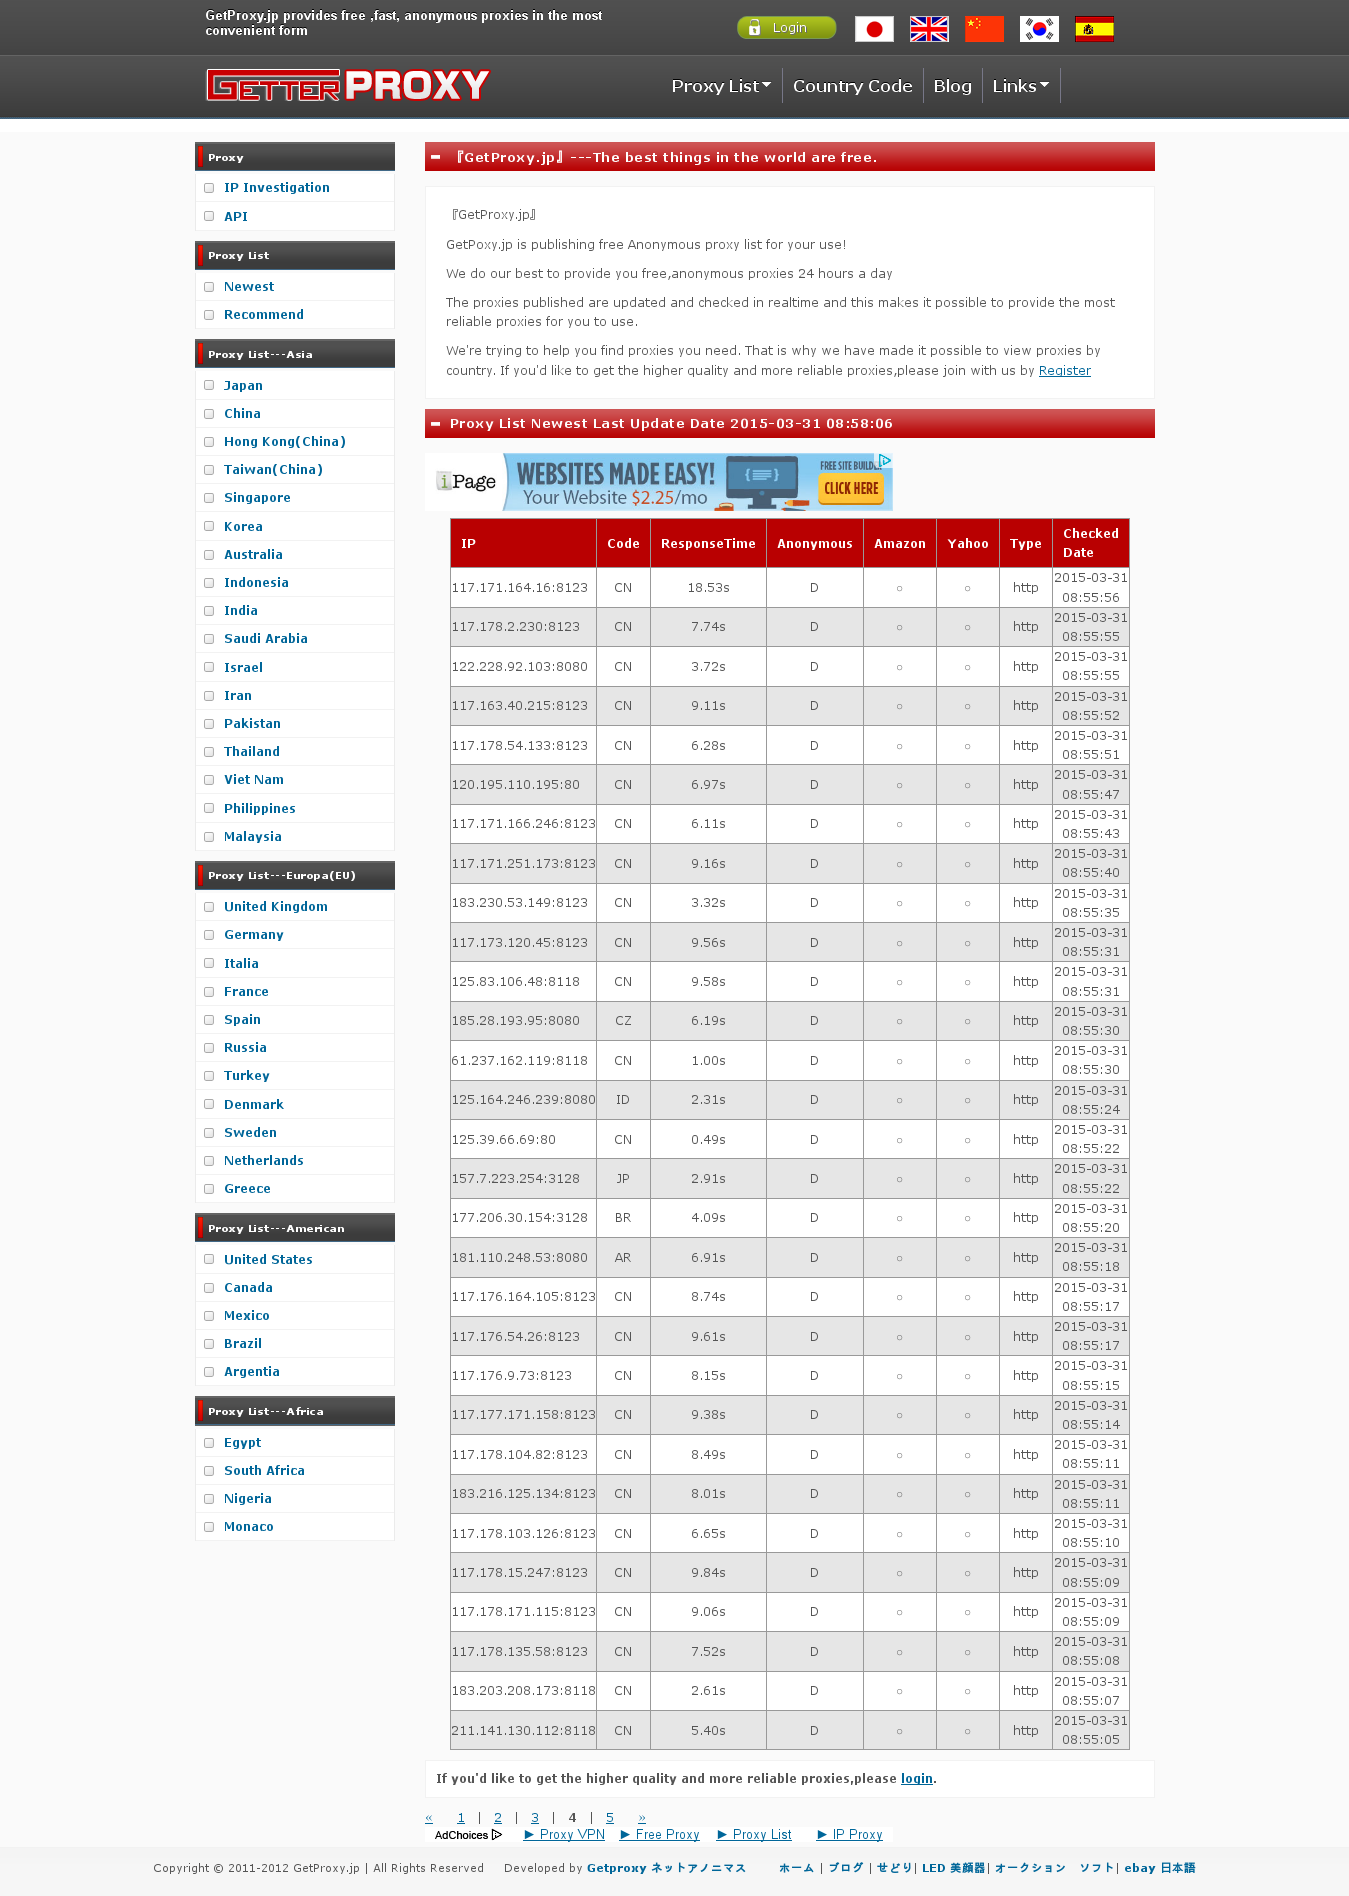 GetProxy.jp provides free ,fast, anonymous proxies in the most
convenient form
Login
GETTERPROXY
Proxy List
Country Code
Blog
Links
Proxy
IP Investigation
API
Proxy List
Newest
Recommend
Proxy List---Asia
Japan
China
Hong Kong(China)
Taiwan(China)
Singapore
Korea
Australia
Indonesia
India
Saudi Arabia
Israel
Iran
Pakistan
Thailand
Viet Nam
Philippines
Malaysia
Proxy List---Europa(EU)
United Kingdom
Germany
Italia
France
Spain
Russia
Turkey
Denmark
Sweden
Netherlands
Greece
Proxy List---American
United States
Canada
Mexico
Brazil
Argentia
Proxy List---Africa
Egypt
South Africa
Nigeria
Monaco
『GetProxy.jp』---The best things in the world are free.
『GetProxy.jp』
GetPoxy.jp is publishing free Anonymous proxy list for your use!
We do our best to provide you free,anonymous proxies 24 hours a day
The proxies published are updated and checked in realtime and this makes it possible to provide the most
reliable proxies for you to use.
We're trying to help you find proxies you need. That is why we have made it possible to view proxies by
country. If you'd like to get the higher quality and more reliable proxies,please join with us by Register
Proxy List Newest Last Update Date 2015-03-31 08:58:06
iPage
WEBSITES MADE EASY!
Your Website $2.25/mo
FREE SITE BUILDER
CLICK HERE
IP Code ResponseTime Anonymous Amazon Yahoo Type Checked Date
117.171.164.16:8123 CN 18.53s D ○ ○ http 2015-03-31 08:55:56
117.178.2.230:8123 CN 7.74s D ○ ○ http 2015-03-31 08:55:55
122.228.92.103:8080 CN 3.72s D ○ ○ http 2015-03-31 08:55:55
117.163.40.215:8123 CN 9.11s D ○ ○ http 2015-03-31 08:55:52
117.178.54.133:8123 CN 6.28s D ○ ○ http 2015-03-31 08:55:51
120.195.110.195:80 CN 6.97s D ○ ○ http 2015-03-31 08:55:47
117.171.166.246:8123 CN 6.11s D ○ ○ http 2015-03-31 08:55:43
117.171.251.173:8123 CN 9.16s D ○ ○ http 2015-03-31 08:55:40
183.230.53.149:8123 CN 3.32s D ○ ○ http 2015-03-31 08:55:35
117.173.120.45:8123 CN 9.56s D ○ ○ http 2015-03-31 08:55:31
125.83.106.48:8118 CN 9.58s D ○ ○ http 2015-03-31 08:55:31
185.28.193.95:8080 CZ 6.19s D ○ ○ http 2015-03-31 08:55:30
61.237.162.119:8118 CN 1.00s D ○ ○ http 2015-03-31 08:55:30
125.164.246.239:8080 ID 2.31s D ○ ○ http 2015-03-31 08:55:24
125.39.66.69:80 CN 0.49s D ○ ○ http 2015-03-31 08:55:22
157.7.223.254:3128 JP 2.91s D ○ ○ http 2015-03-31 08:55:22
177.206.30.154:3128 BR 4.09s D ○ ○ http 2015-03-31 08:55:20
181.110.248.53:8080 AR 6.91s D ○ ○ http 2015-03-31 08:55:18
117.176.164.105:8123 CN 8.74s D ○ ○ http 2015-03-31 08:55:17
117.176.54.26:8123 CN 9.61s D ○ ○ http 2015-03-31 08:55:17
117.176.9.73:8123 CN 8.15s D ○ ○ http 2015-03-31 08:55:15
117.177.171.158:8123 CN 9.38s D ○ ○ http 2015-03-31 08:55:14
117.178.104.82:8123 CN 8.49s D ○ ○ http 2015-03-31 08:55:11
183.216.125.134:8123 CN 8.01s D ○ ○ http 2015-03-31 08:55:11
117.178.103.126:8123 CN 6.65s D ○ ○ http 2015-03-31 08:55:10
117.178.15.247:8123 CN 9.84s D ○ ○ http 2015-03-31 08:55:09
117.178.171.115:8123 CN 9.06s D ○ ○ http 2015-03-31 08:55:09
117.178.135.58:8123 CN 7.52s D ○ ○ http 2015-03-31 08:55:08
183.203.208.173:8118 CN 2.61s D ○ ○ http 2015-03-31 08:55:07
211.141.130.112:8118 CN 5.40s D ○ ○ http 2015-03-31 08:55:05
If you'd like to get the higher quality and more reliable proxies,please login.
« 1 | 2 | 3 | 4 | 5 »
AdChoices ► Proxy VPN ► Free Proxy ► Proxy List ► IP Proxy
Copyright © 2011-2012 GetProxy.jp | All Rights Reserved Developed by Getproxy ネットアノニマス ホーム | ブログ | せどり| LED 美顔器| オークション ソフト| ebay 日本語